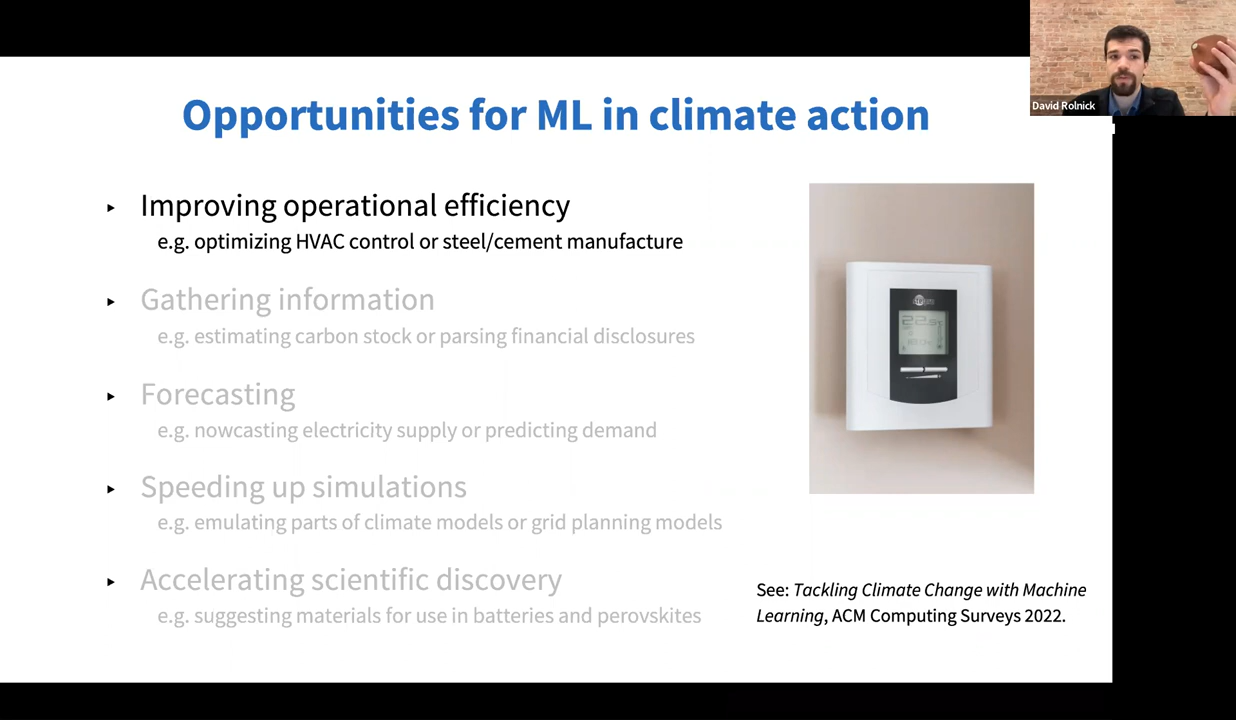 David Rolnick
Opportunities for ML in climate action
Improving operational efficiency
e.g. optimizing HVAC control or steel/cement manufacture
Gathering information
e.g. estimating carbon stock or parsing financial disclosures
Forecasting
e.g. nowcasting electricity supply or predicting demand
Speeding up simulations
e.g. emulating parts of climate models or grid planning models
Accelerating scientific discovery
e.g. suggesting materials for use in batteries and perovskites
See: Tackling Climate Change with Machine
Learning, ACM Computing Surveys 2022.